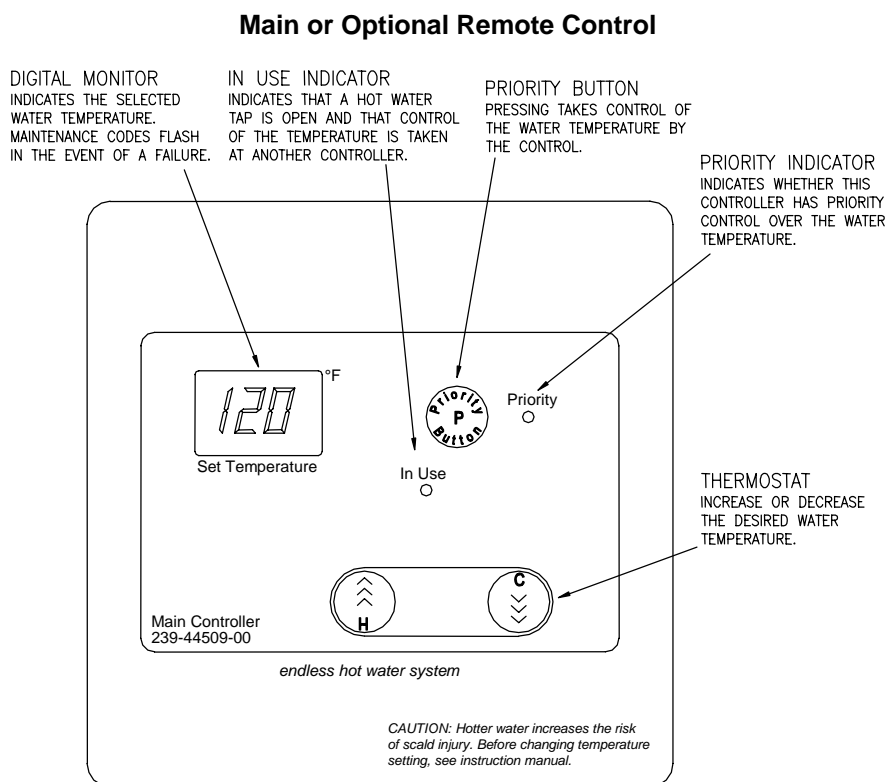 Main or Optional Remote Control
DIGITAL MONITOR
INDICATES THE SELECTED
WATER TEMPERATURE.
MAINTENANCE CODES FLASH
IN THE EVENT OF A FAILURE.
IN USE INDICATOR
INDICATES THAT A HOT WATER
TAP IS OPEN AND THAT CONTROL
OF THE TEMPERATURE IS TAKEN
AT ANOTHER CONTROLLER.
PRIORITY BUTTON
PRESSING TAKES CONTROL OF
THE WATER TEMPERATURE BY
THE CONTROL.
PRIORITY INDICATOR
INDICATES WHETHER THIS
CONTROLLER HAS PRIORITY
CONTROL OVER THE WATER
TEMPERATURE.
120
°F
Set Temperature
Priority
P
Button
Priority
In Use
THERMOSTAT
INCREASE OR DECREASE
THE DESIRED WATER
TEMPERATURE.
H
C
Main Controller
239-44509-00
endless hot water system
CAUTION: Hotter water increases the risk
of scald injury. Before changing temperature
setting, see instruction manual.